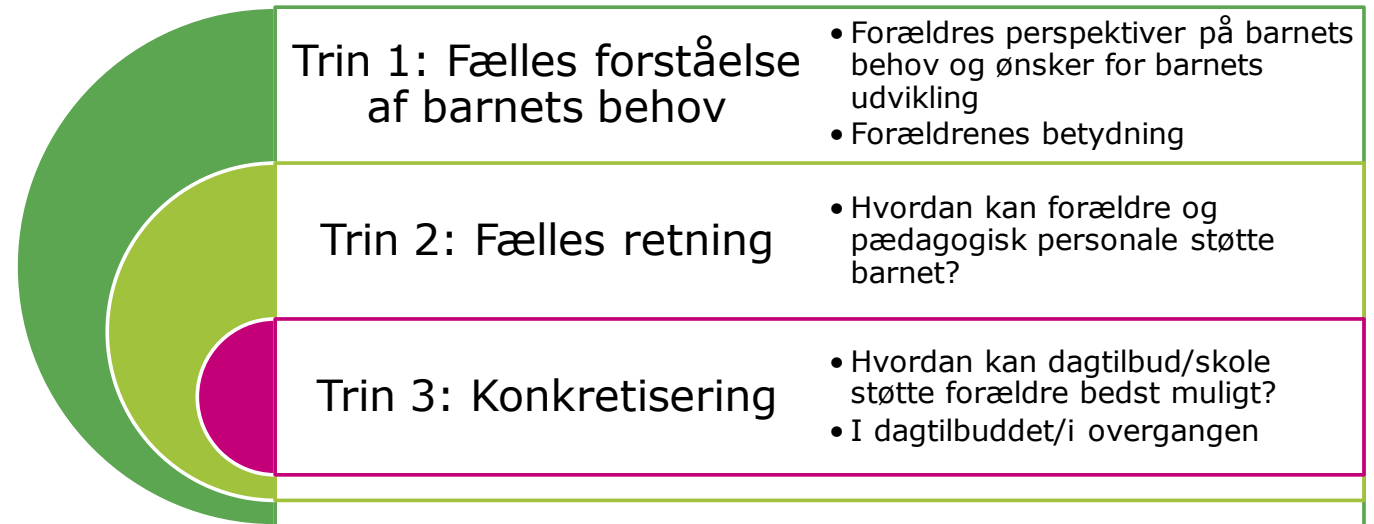 Trin 1: Fælles forståelse
af barnets behov
• Forældres perspektiver på barnets
behov og ønsker for barnets
udvikling
• Forældrenes betydning
Trin 2: Fælles retning
• Hvordan kan forældre og
pædagogisk personale støtte
barnet?
Trin 3: Konkretisering
• Hvordan kan dagtilbud/skole
støtte forældre bedst muligt?
• I dagtilbuddet/i overgangen